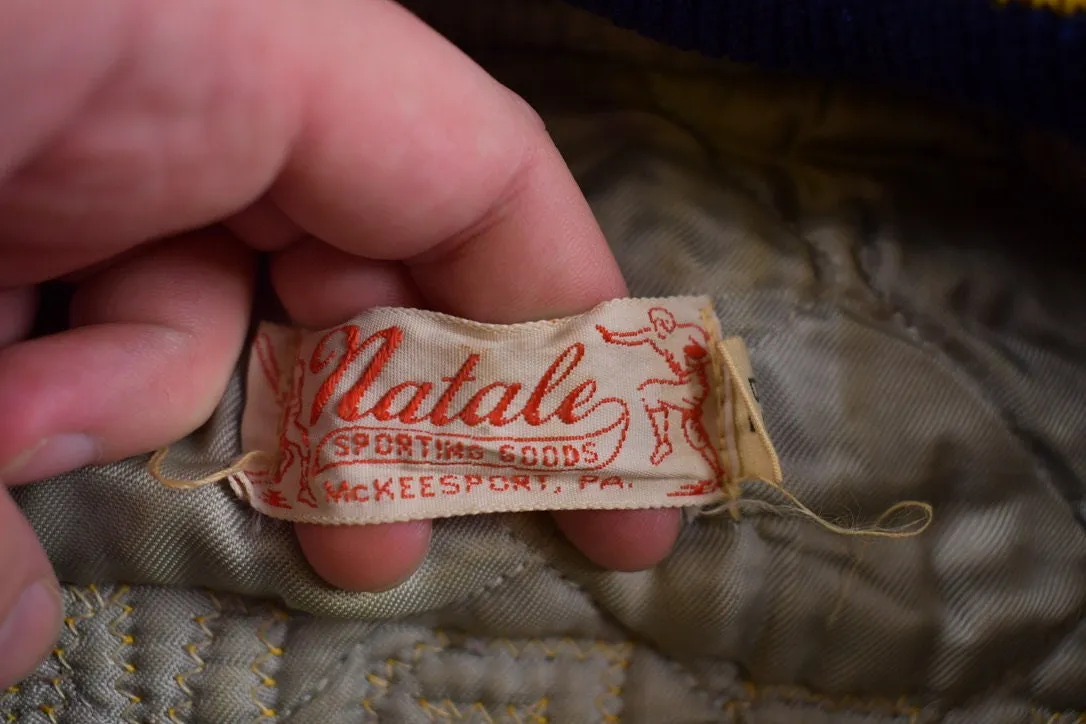 Natale
SPORTING GOODS
McKEESPORT, PA.